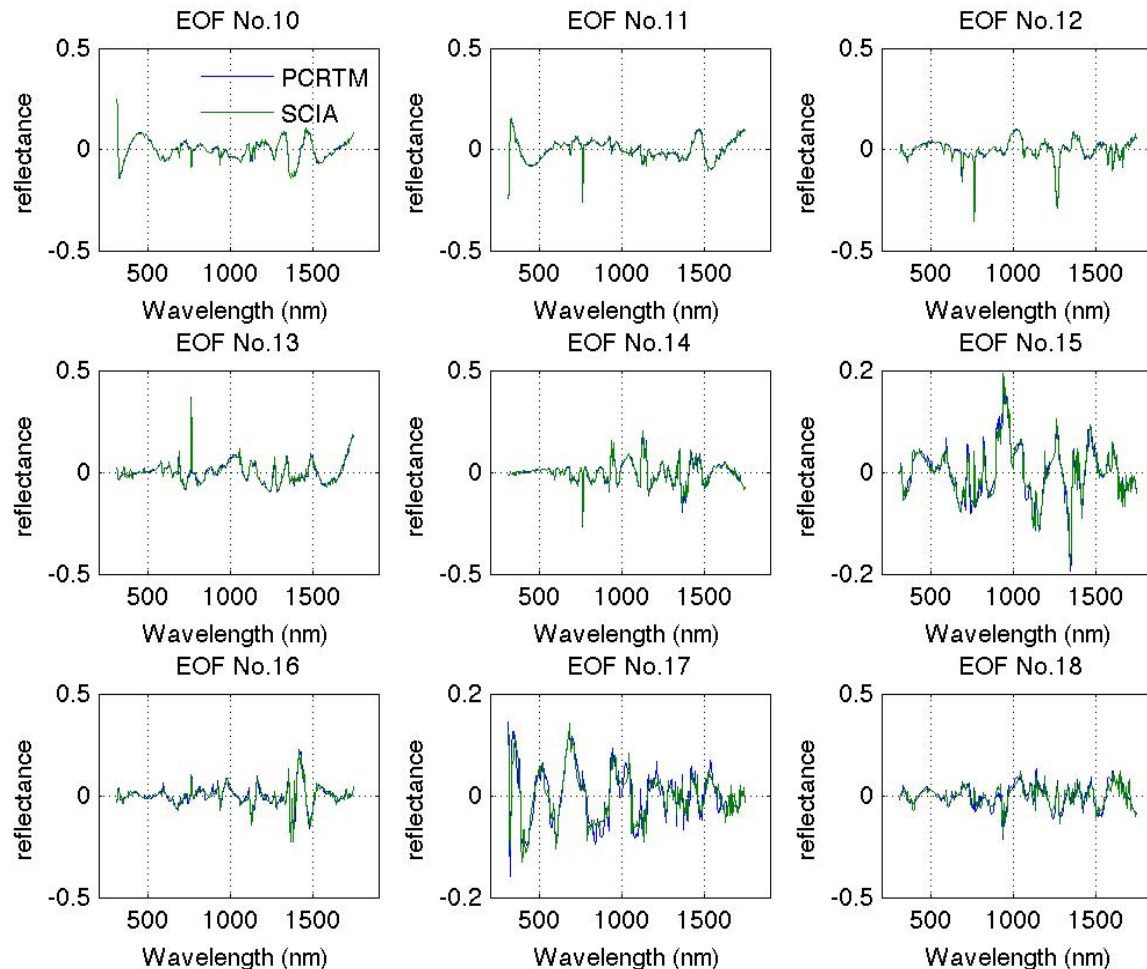 EOF No.10
EOF No.11
EOF No.12
0.5
0
-0.5
reflectance
PCRTM
SCIA
500 1000 1500
Wavelength (nm)
0.5
0
-0.5
reflectance
500 1000 1500
Wavelength (nm)
0.5
0
-0.5
reflectance
500 1000 1500
Wavelength (nm)
EOF No.13
EOF No.14
EOF No.15
0.5
0
-0.5
reflectance
500 1000 1500
Wavelength (nm)
0.5
0
-0.5
reflectance
500 1000 1500
Wavelength (nm)
0.2
0
-0.2
reflectance
500 1000 1500
Wavelength (nm)
EOF No.16
EOF No.17
EOF No.18
0.5
0
-0.5
reflectance
500 1000 1500
Wavelength (nm)
0.2
0
-0.2
reflectance
500 1000 1500
Wavelength (nm)
0.5
0
-0.5
reflectance
500 1000 1500
Wavelength (nm)